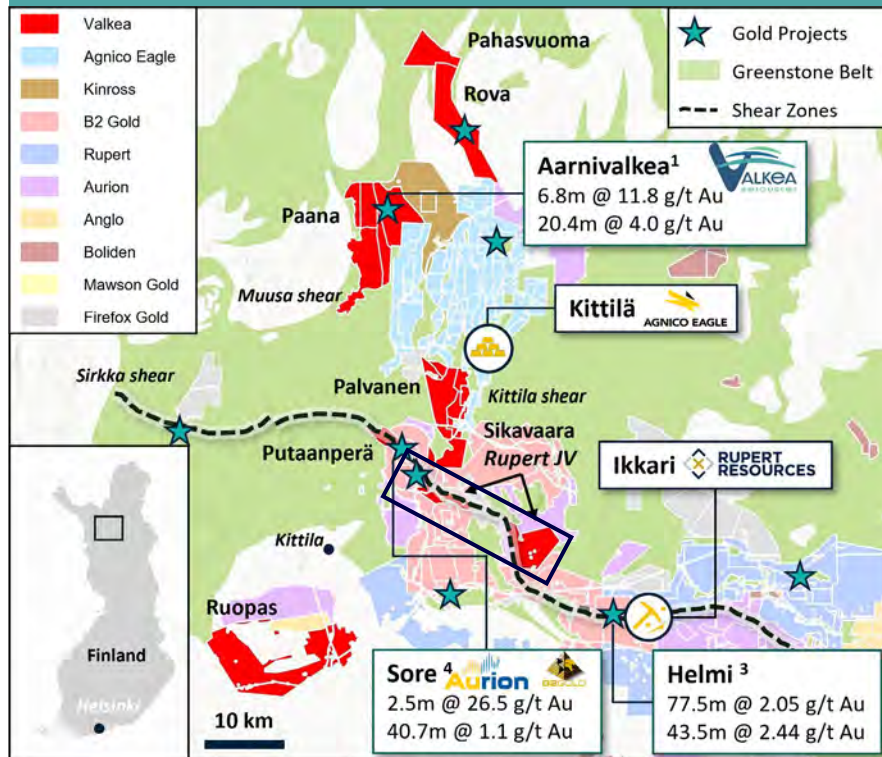 Valkea
Agnico Eagle
Kinross
B2 Gold
Rupert
Aurion
Anglo
Boliden
Mawson Gold
Firefox Gold
Gold Projects
Greenstone Belt
Shear Zones
Pahasvuoma
Rova
Aarnivalkea¹
VALKEA
6.8m @ 11.8 g/t Au
20.4m @ 4.0 g/t Au
Paana
Muusa shear
Kittilä
AGNICO EAGLE
Sirkka shear
Palvanen
Kittila shear
Sikavaara
Rupert JV
Putaanperä
Ikkari
RUPERT
RESOURCES
Kittila
Ruopas
Finland
Helsinki
10 km
Sore ⁴
Aurion
B2GOLD
2.5m @ 26.5 g/t Au
40.7m @ 1.1 g/t Au
Helmi ³
77.5m @ 2.05 g/t Au
43.5m @ 2.44 g/t Au